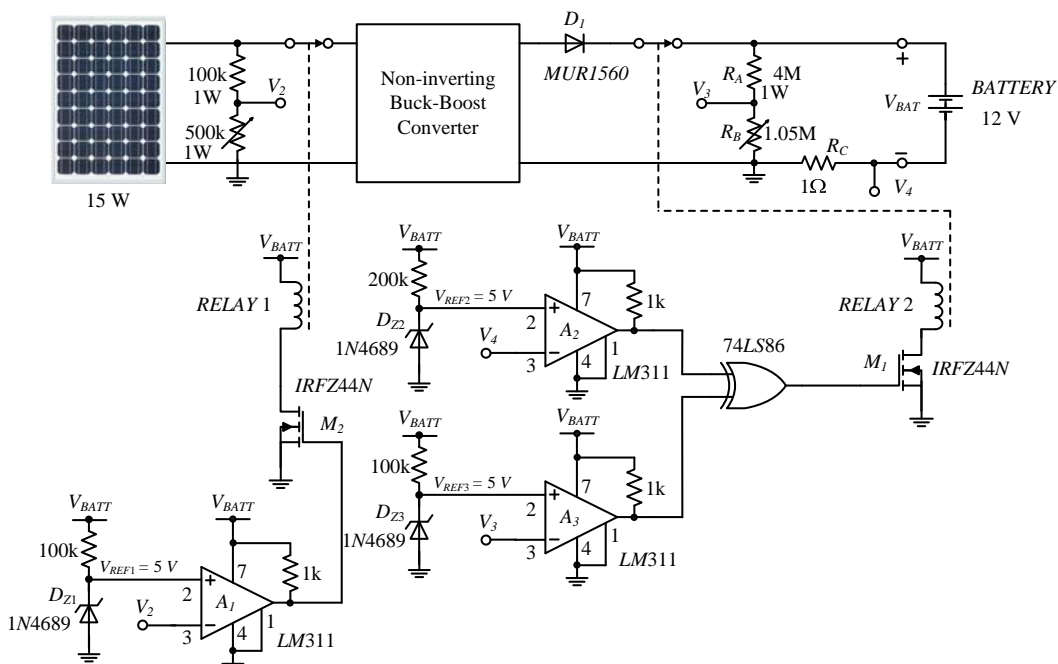 D1
MUR1560
100k
1W
V2
500k
1W
15 W
Non-inverting
Buck-Boost
Converter
RA
4M
1W
V3
RB
1.05M
RC
1Ω
V4
+
VBAT
−
BATTERY
12 V
VBATT
RELAY 1
IRFZ44N
M2
VBATT
200k
VREF2 = 5 V
DZ2
1N4689
V4
VBATT
+
−
2
3
A2
7
4
1
1k
LM311
74LS86
VBATT
RELAY 2
M1
IRFZ44N
VBATT
100k
VREF3 = 5 V
DZ3
1N4689
V3
VBATT
+
−
2
3
A3
7
4
1
1k
LM311
VBATT
100k
VREF1 = 5 V
DZ1
1N4689
V2
VBATT
+
−
2
3
A1
7
4
1
1k
LM311